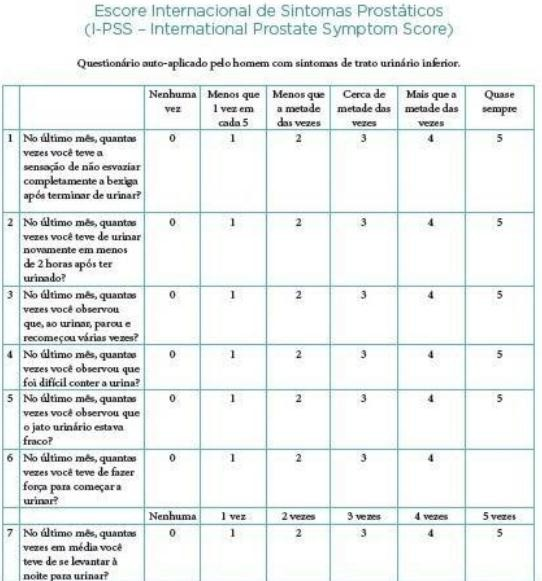 Escore Internacional de Sintomas Prostáticos
(I-PSS – International Prostate Symptom Score)
Questionário auto-aplicado pelo homem com sintomas de trato urinário inferior.
Nenhuma vez Menos que 1 vez em cada 5 Menos que a metade das vezes Cerca de metade das vezes Mais que a metade das vezes Quase sempre
1 No último mês, quantas 0 1 2 3 4 5
vezes você teve a
sensação de não esvaziar
completamente a bexiga
após terminar de urinar?
2 No último mês, quantas 0 1 2 3 4 5
vezes você teve de urinar
novamente em menos
de 2 horas após ter
urinado?
3 No último mês, quantas 0 1 2 3 4 5
vezes você observou
que, ao urinar, parou e
recomeçou várias vezes?
4 No último mês, quantas 0 1 2 3 4 5
vezes você observou que
foi difícil conter a urina?
5 No último mês, quantas 0 1 2 3 4 5
vezes você observou que
o jato urinário estava
fraco?
6 No último mês, quantas 0 1 2 3 4
vezes você teve de fazer
força para começar a
urinar?
Nenhuma 1 vez 2 vezes 3 vezes 4 vezes 5 vezes
7 No último mês, quantas 0 1 2 3 4 5
vezes em média você
teve de se levantar à
noite para urinar?